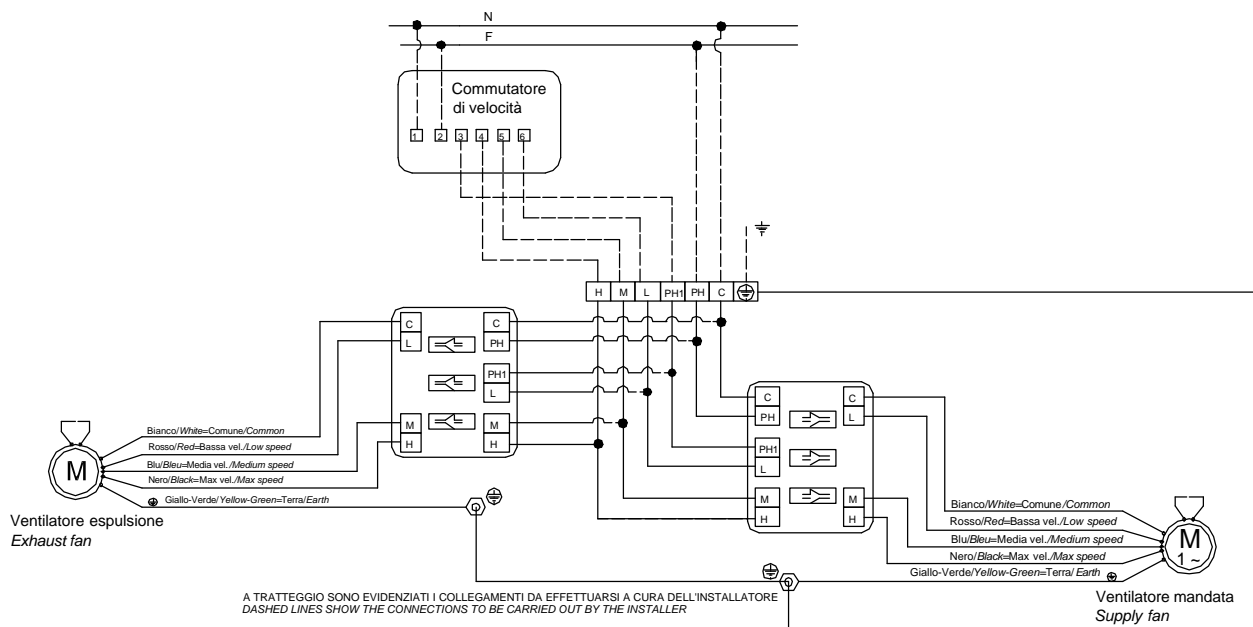 N
F
Commutatore
di velocità
1 2 3 4 5 6
H M L PH1 PH C
C C
L PH
PH1
L
M M
H H
C C
PH L
PH1
L
M M
H H
Bianco/White=Comune/Common
Rosso/Red=Bassa vel./Low speed
Blu/Bleu=Media vel./Medium speed
Nero/Black=Max vel./Max speed
Giallo-Verde/Yellow-Green=Terra/Earth
M
Ventilatore espulsione
Exhaust fan
Bianco/White=Comune/Common
Rosso/Red=Bassa vel./Low speed
Blu/Bleu=Media vel./Medium speed
Nero/Black=Max vel./Max speed
Giallo-Verde/Yellow-Green=Terra/ Earth
M
1 ~
Ventilatore mandata
Supply fan
A TRATTEGGIO SONO EVIDENZIATI I COLLEGAMENTI DA EFFETTUARSI A CURA DELL'INSTALLATORE
DASHED LINES SHOW THE CONNECTIONS TO BE CARRIED OUT BY THE INSTALLER